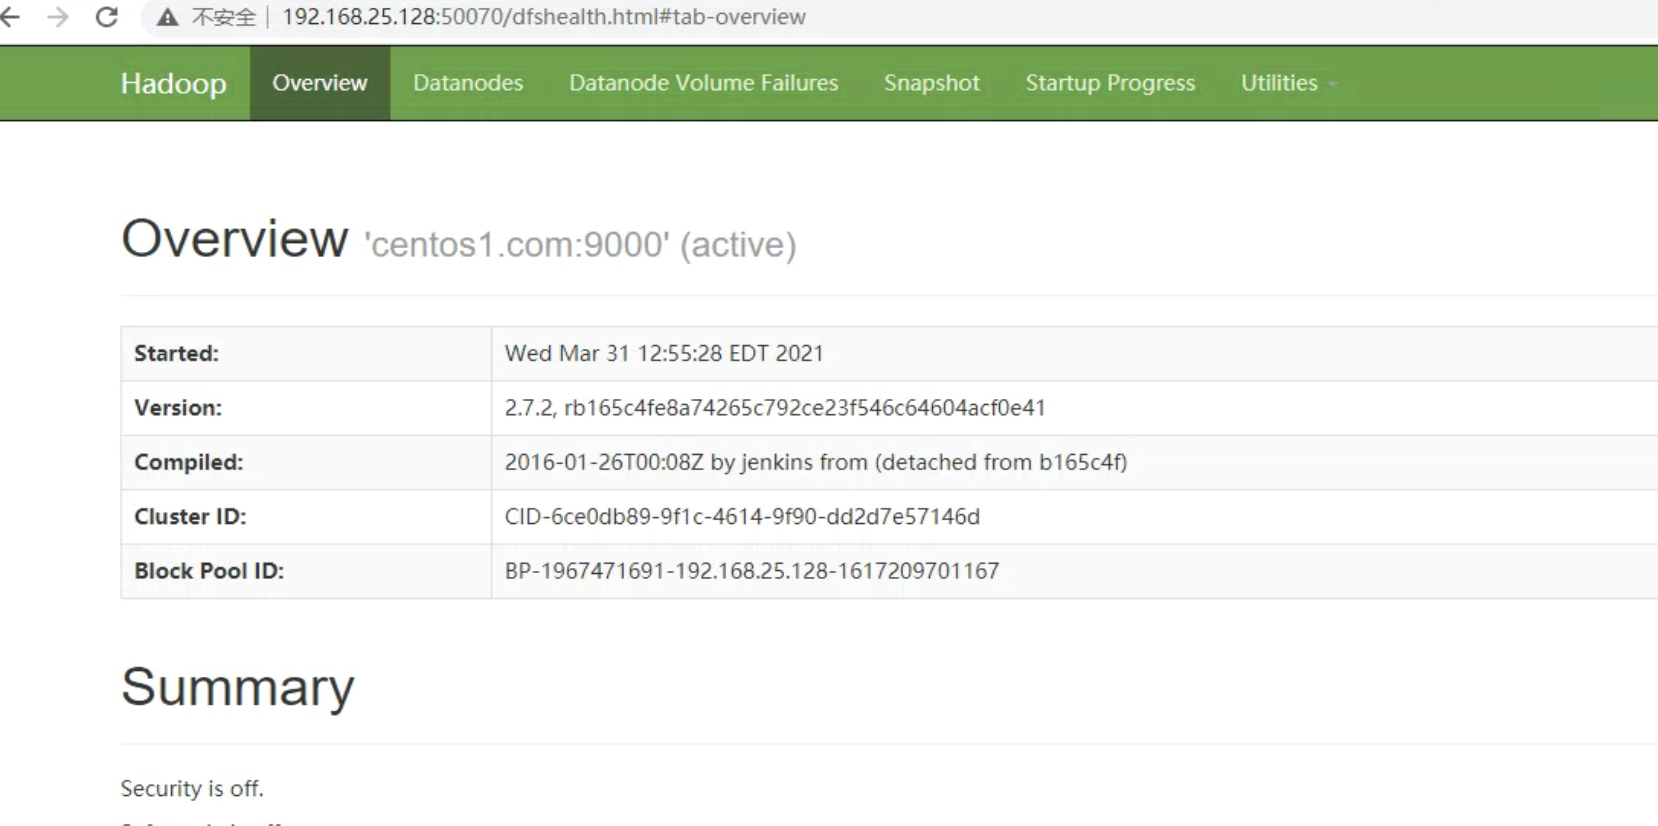 不安全 | 192.168.25.128:50070/dfshealth.html#tab-overview
Hadoop Overview Datanodes Datanode Volume Failures Snapshot Startup Progress Utilities
Overview 'centos1.com:9000' (active)
Started: Wed Mar 31 12:55:28 EDT 2021
Version: 2.7.2, rb165c4fe8a74265c792ce23f546c64604acf0e41
Compiled: 2016-01-26T00:08Z by jenkins from (detached from b165c4f)
Cluster ID: CID-6ce0db89-9f1c-4614-9f90-dd2d7e57146d
Block Pool ID: BP-1967471691-192.168.25.128-1617209701167
Summary
Security is off.